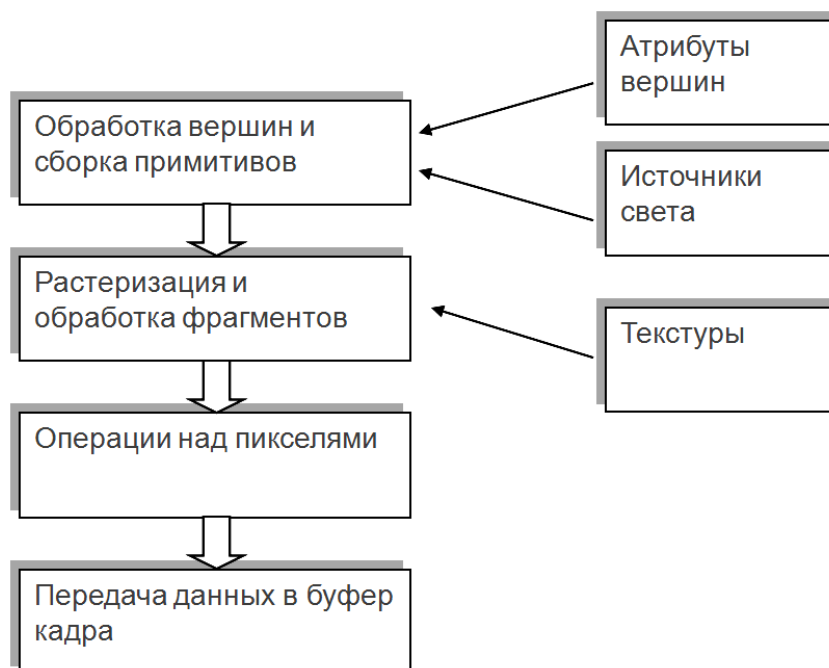 Атрибуты
вершин
Обработка вершин и
сборка примитивов
Источники
света
Растеризация и
обработка фрагментов
Текстуры
Операции над пикселями
Передача данных в буфер
кадра